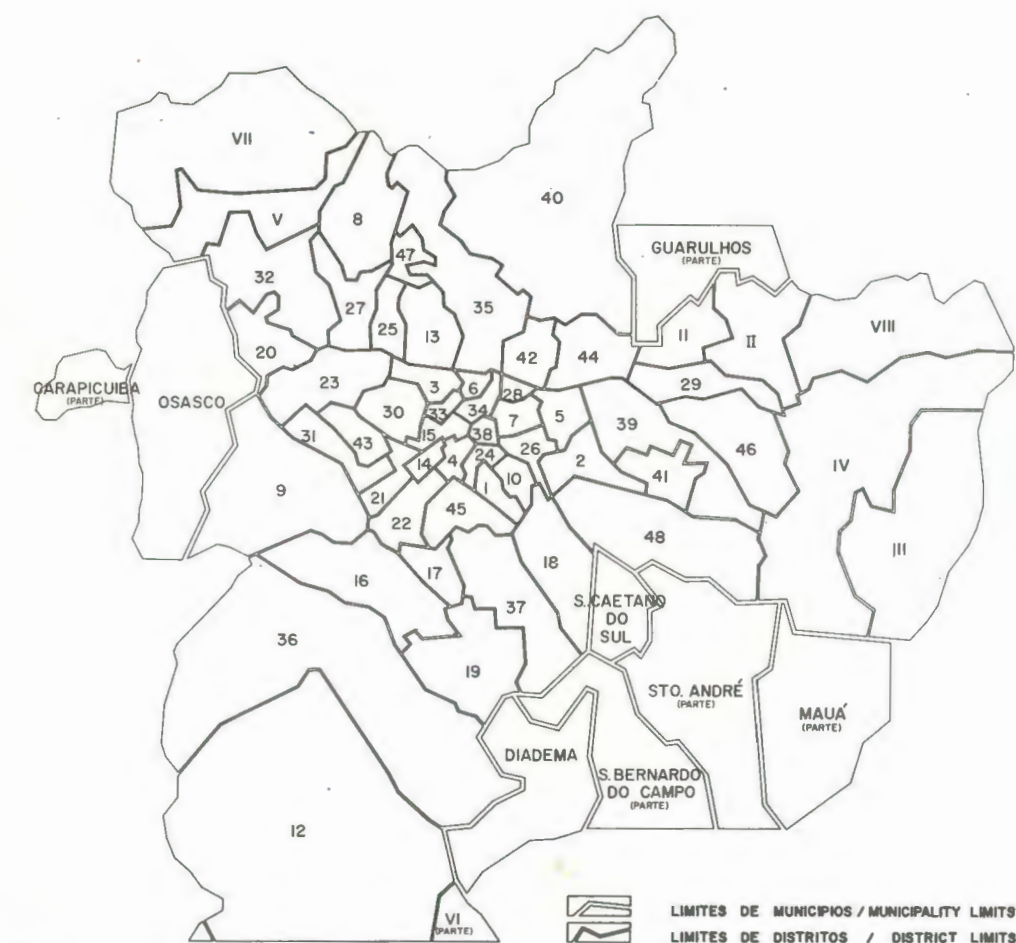 VII
40
V
8
GUARULHOS
(PARTE)
47
32
35
27
II
II
VIII
25
13
42
44
20
29
23
3
6
28
CARAPICUIBA
(PARTE)
OSASCO
30
33
34
7
5
39
31
43
15
38
46
IV
14
4
24
26
2
41
9
1
10
21
45
22
48
III
18
16
17
S. CAETANO
DO
SUL
37
36
19
STO. ANDRÉ
(PARTE)
MAUÁ
(PARTE)
DIADEMA
S. BERNARDO
DO CAMPO
(PARTE)
12
VI
(PARTE)
LIMITES DE MUNICIPIOS / MUNICIPALITY LIMITS
LIMITES DE DISTRITOS / DISTRICT LIMITS